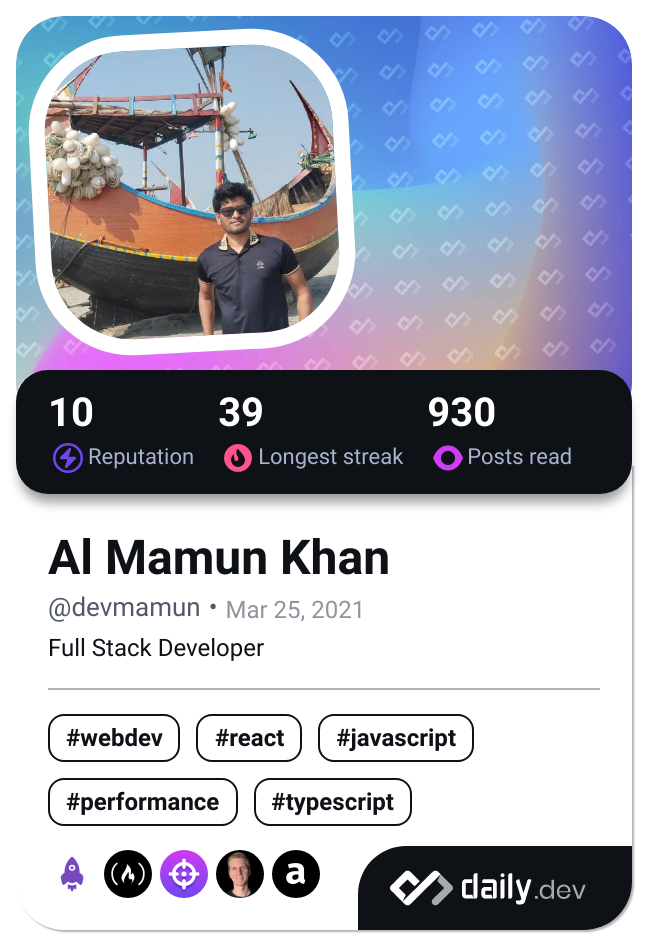 10 39 930
Reputation Longest streak Posts read
Al Mamun Khan
@devmamun • Mar 25, 2021
Full Stack Developer
#webdev #react #javascript
#performance #typescript
a
daily.dev